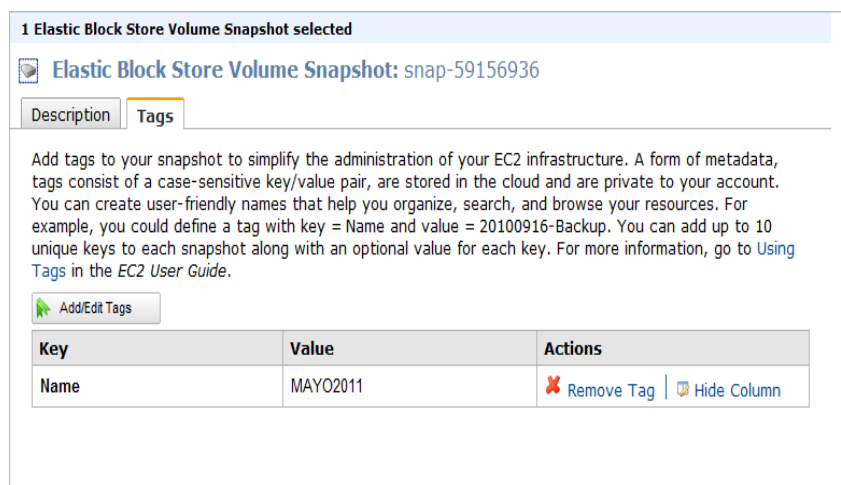 1 Elastic Block Store Volume Snapshot selected
Elastic Block Store Volume Snapshot: snap-59156936
Description Tags
Add tags to your snapshot to simplify the administration of your EC2 infrastructure. A form of metadata,
tags consist of a case-sensitive key/value pair, are stored in the cloud and are private to your account.
You can create user-friendly names that help you organize, search, and browse your resources. For
example, you could define a tag with key = Name and value = 20100916-Backup. You can add up to 10
unique keys to each snapshot along with an optional value for each key. For more information, go to Using
Tags in the EC2 User Guide.
Add/Edit Tags
Key Value Actions
Name MAYO2011 Remove Tag | Hide Column